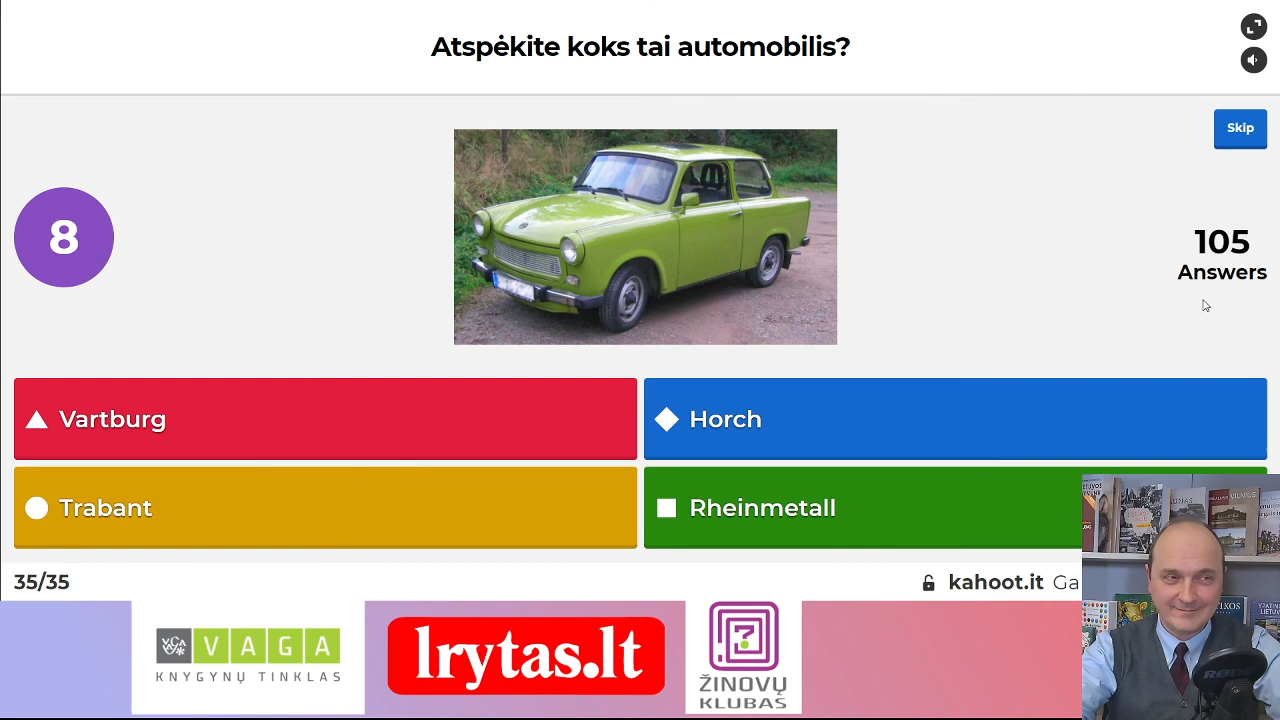 Atspėkite koks tai automobilis?
Skip
8
105
Answers
Vartburg
Horch
Trabant
Rheinmetall
35/35
kahoot.it Ga
VAGA
KNYGYNŲ TINKLAS
lrytas.lt
?
ŽINOVŲ
KLUBAS